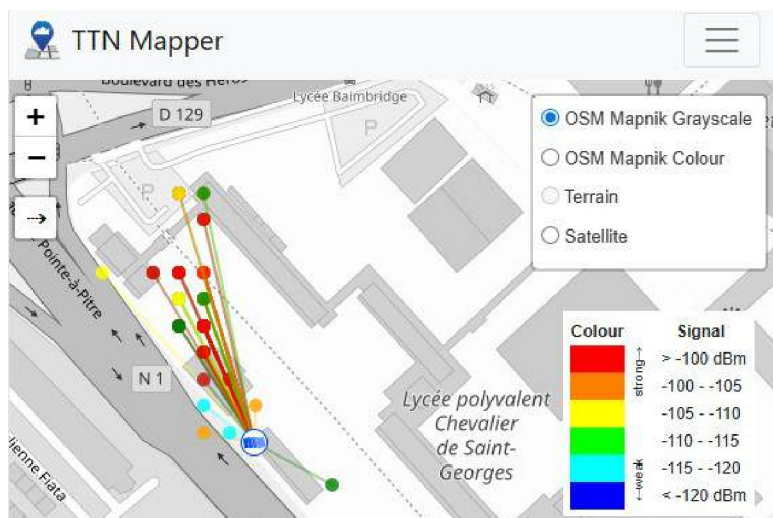 TTN Mapper
Boulevard des Héros
Lycée Baimbridge
D 129
P
P
+
−
OSM Mapnik Grayscale
OSM Mapnik Colour
Terrain
Satellite
Pointe-à-Pitre
N 1
Lycée polyvalent
Chevalier
de Saint-
Georges
Colour Signal
strong→
> -100 dBm
-100 - -105
-105 - -110
-110 - -115
←weak
-115 - -120
< -120 dBm